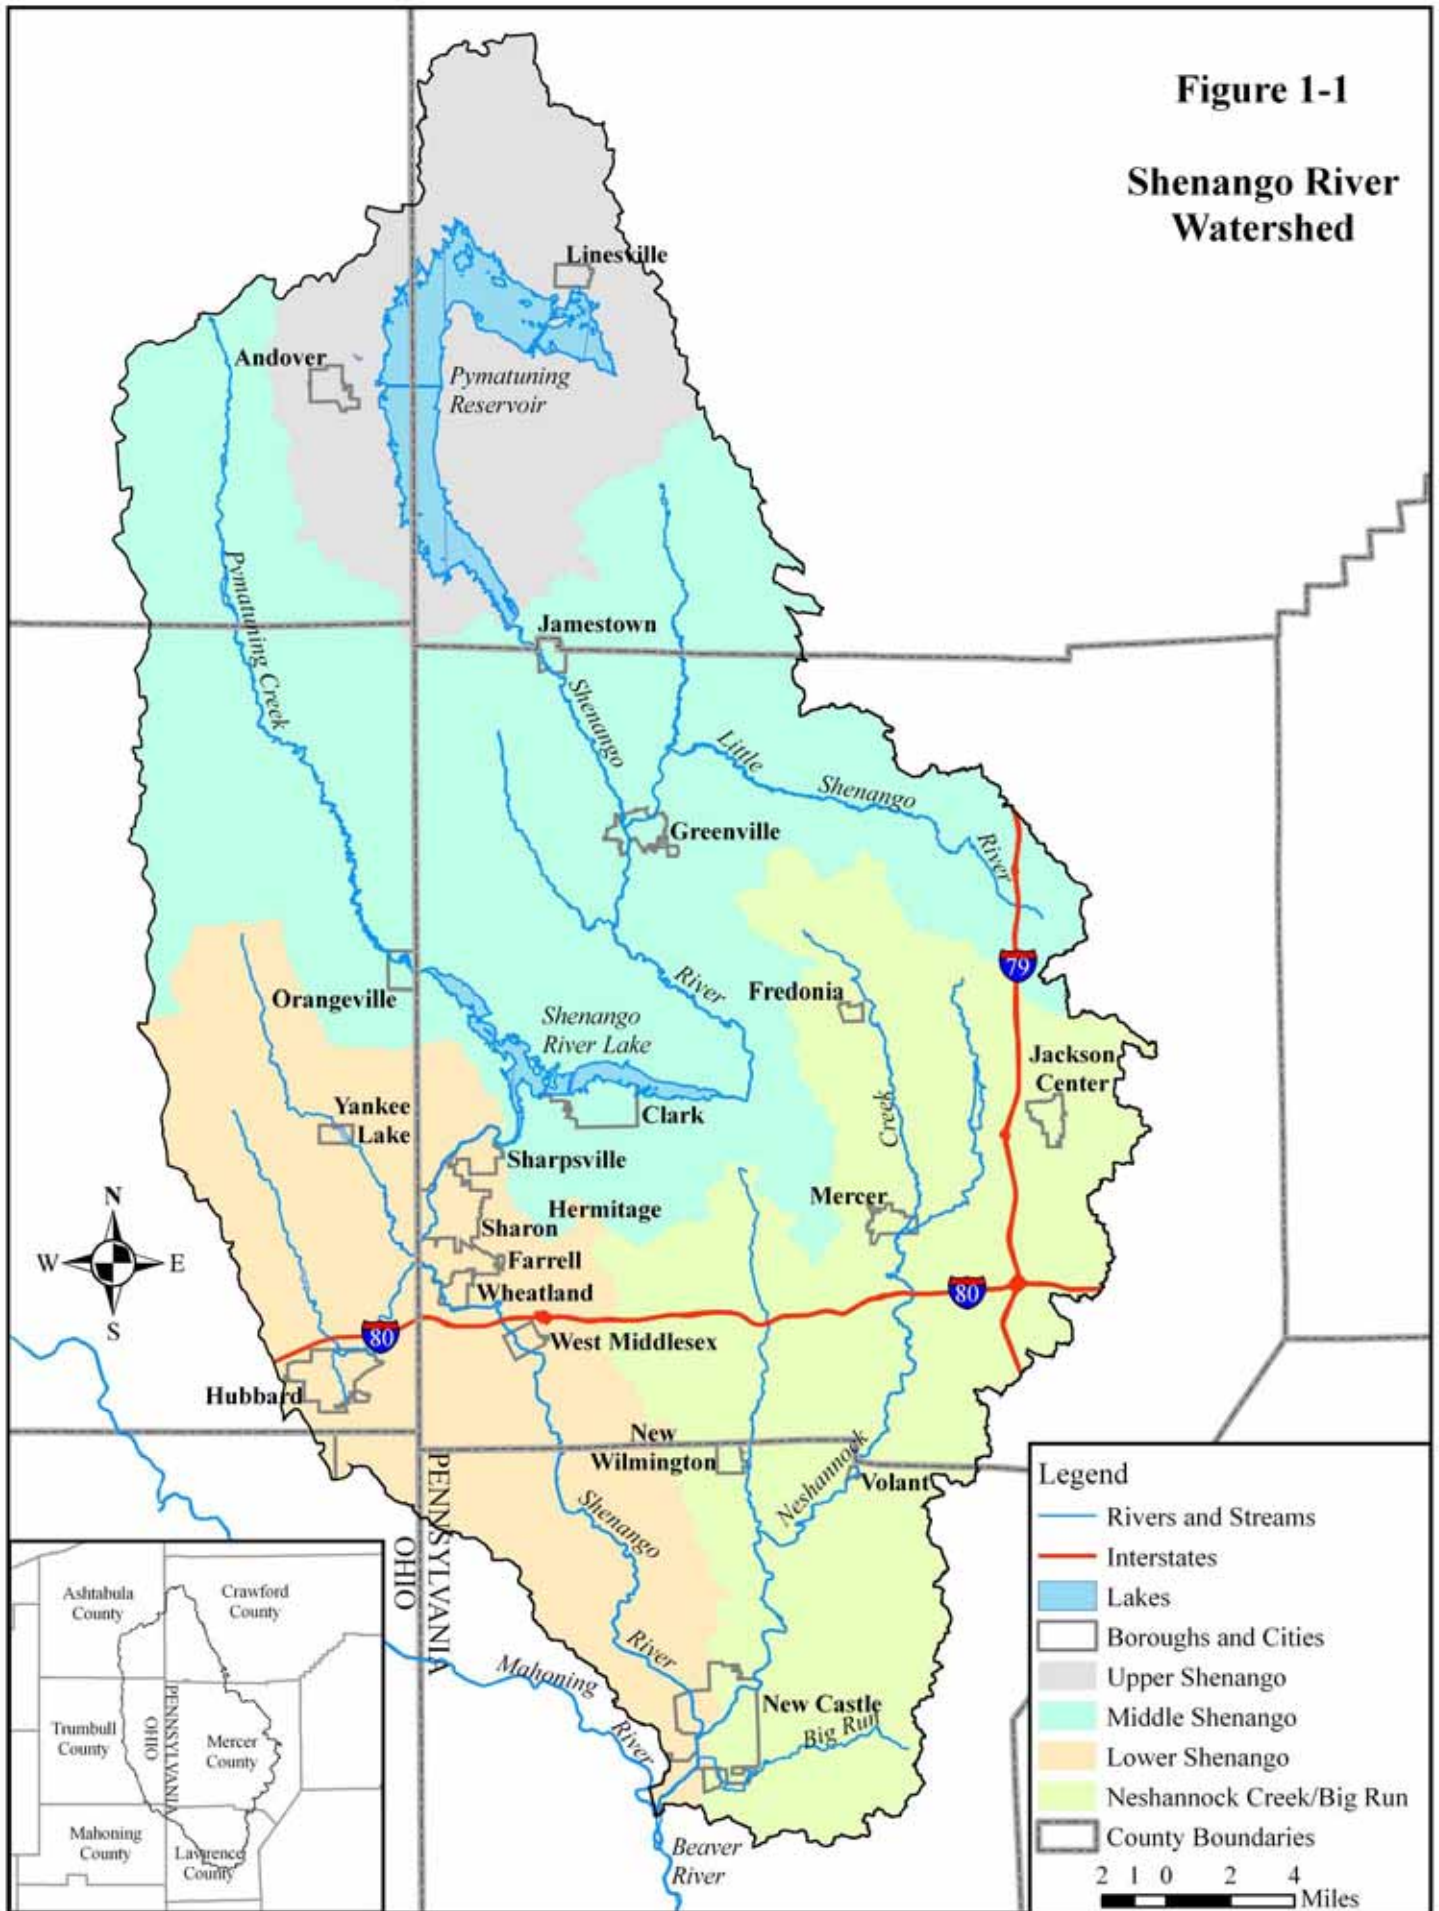 Figure 1-1
Shenango River
Watershed
Linesville
Andover
Pymatuning
Reservoir
Pymatuning Creek
Jamestown
Shenango
Little
Shenango
River
Greenville
79
River
Fredonia
Orangeville
Shenango
River Lake
Jackson
Center
Yankee
Lake
Clark
Creek
Sharpsville
N
W
E
S
Mercer
Hermitage
Sharon
Farrell
Wheatland
80
80
West Middlesex
Hubbard
New
Wilmington
Neshannock
Volant
PENNSYLVANIA
OHIO
Shenango
River
Mahoning
River
New Castle
Big Run
Beaver
River
Ashtabula
County
Crawford
County
Trumbull
County
OHIO
PENNSYLVANIA
Mercer
County
Mahoning
County
Lawrence
County
Legend
Rivers and Streams
Interstates
Lakes
Boroughs and Cities
Upper Shenango
Middle Shenango
Lower Shenango
Neshannock Creek/Big Run
County Boundaries
2 1 0 2 4
Miles